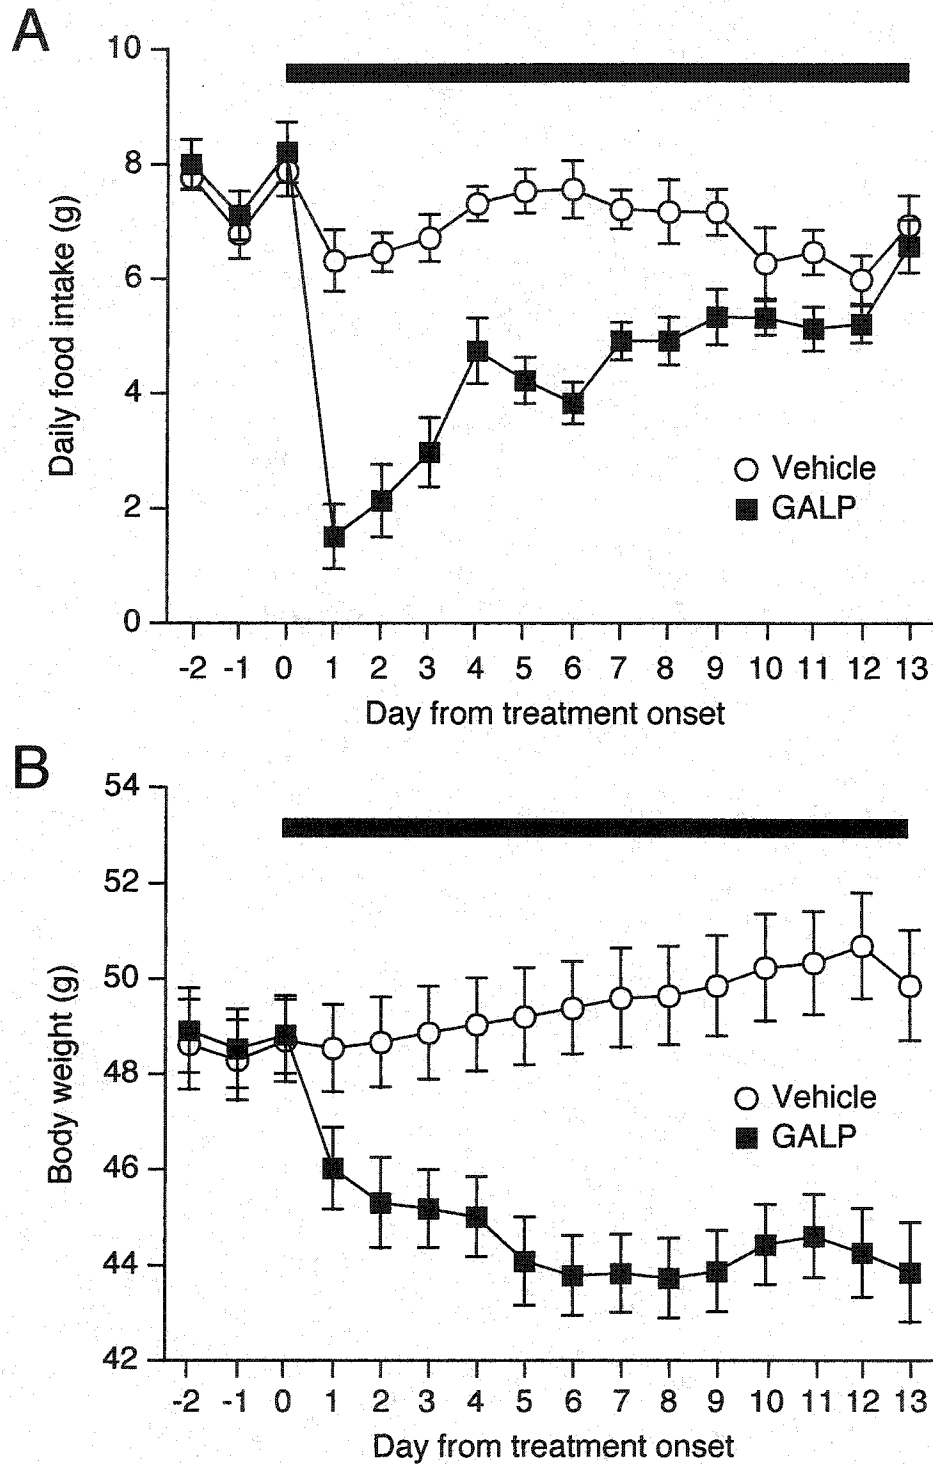 A
10
8
6
4
2
0
Daily food intake (g)
Vehicle
GALP
-2 -1 0 1 2 3 4 5 6 7 8 9 10 11 12 13
Day from treatment onset
B
54
52
50
48
46
44
42
Body weight (g)
Vehicle
GALP
-2 -1 0 1 2 3 4 5 6 7 8 9 10 11 12 13
Day from treatment onset